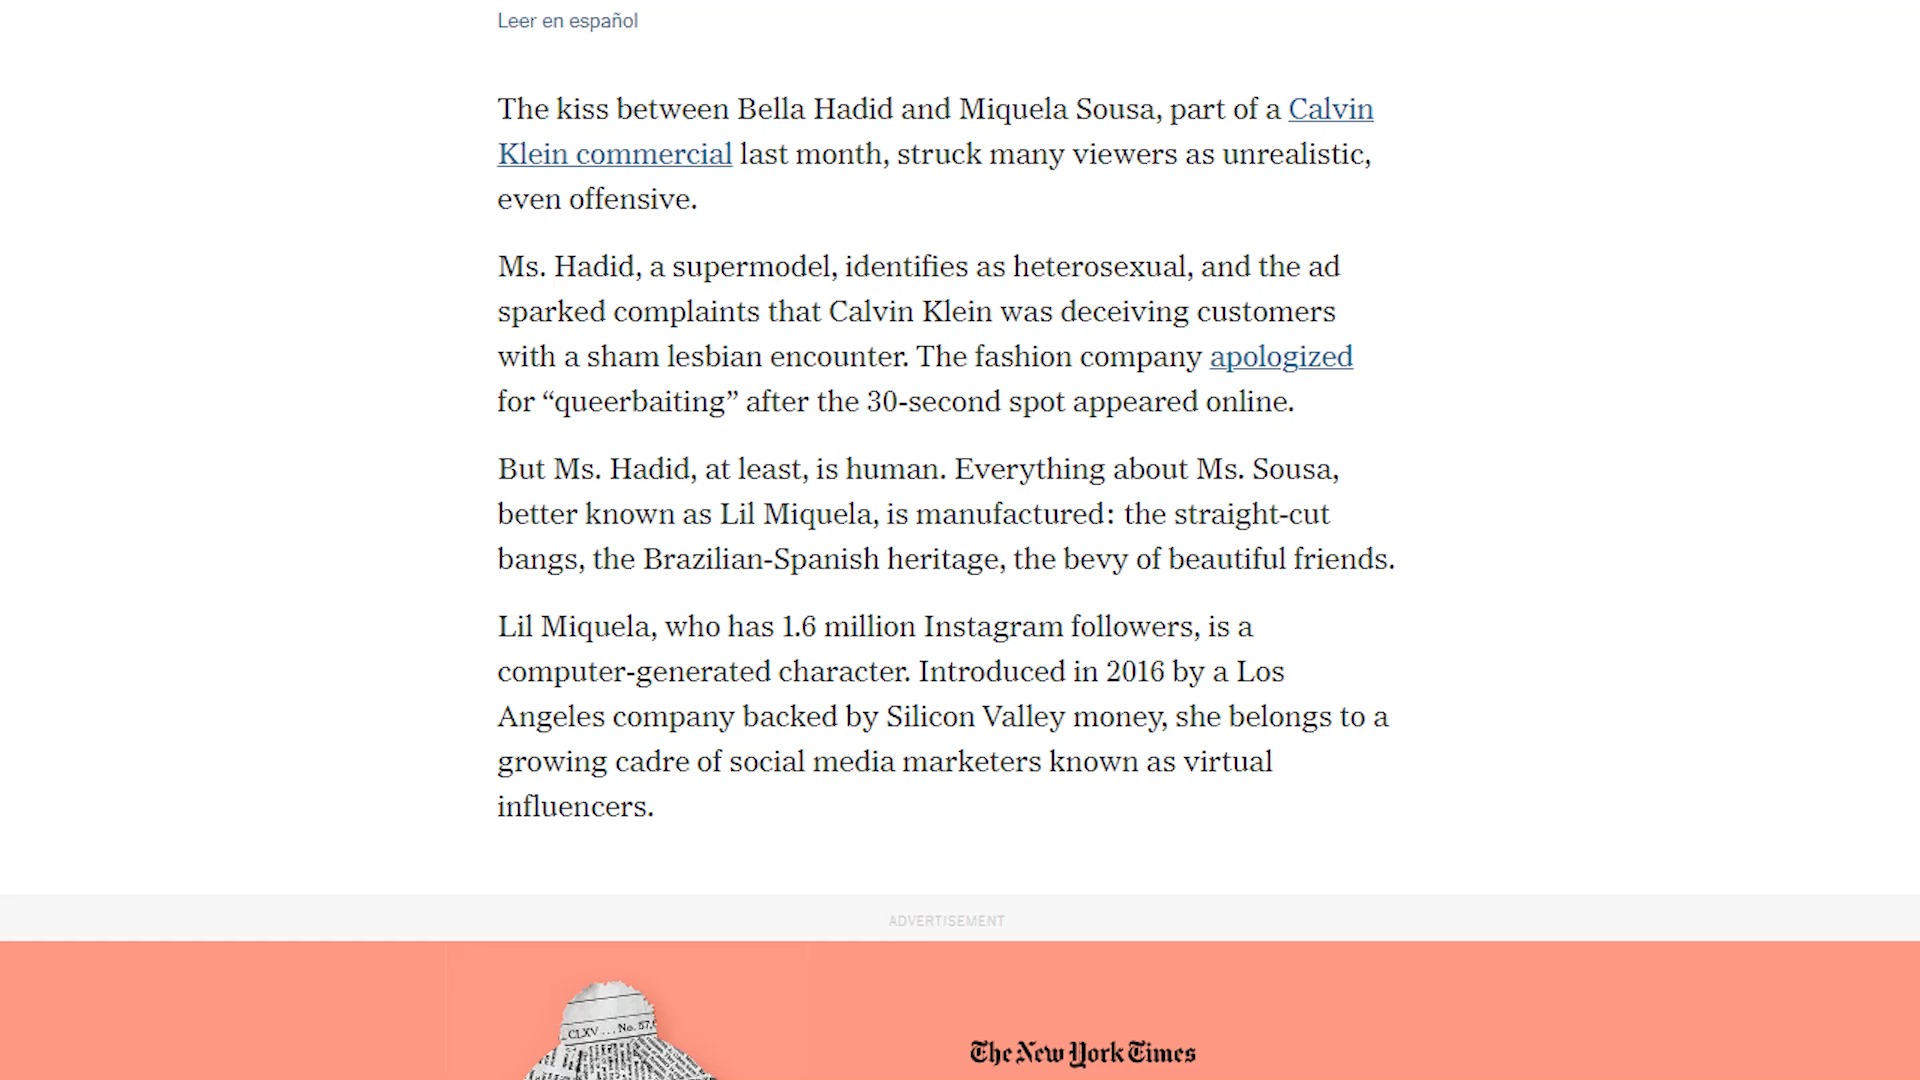 Leer en español
The kiss between Bella Hadid and Miquela Sousa, part of a Calvin
Klein commercial last month, struck many viewers as unrealistic,
even offensive.
Ms. Hadid, a supermodel, identifies as heterosexual, and the ad
sparked complaints that Calvin Klein was deceiving customers
with a sham lesbian encounter. The fashion company apologized
for “queerbaiting” after the 30-second spot appeared online.
But Ms. Hadid, at least, is human. Everything about Ms. Sousa,
better known as Lil Miquela, is manufactured: the straight-cut
bangs, the Brazilian-Spanish heritage, the bevy of beautiful friends.
Lil Miquela, who has 1.6 million Instagram followers, is a
computer-generated character. Introduced in 2016 by a Los
Angeles company backed by Silicon Valley money, she belongs to a
growing cadre of social media marketers known as virtual
influencers.
ADVERTISEMENT
CLXV ... No. 57,
The New York Times